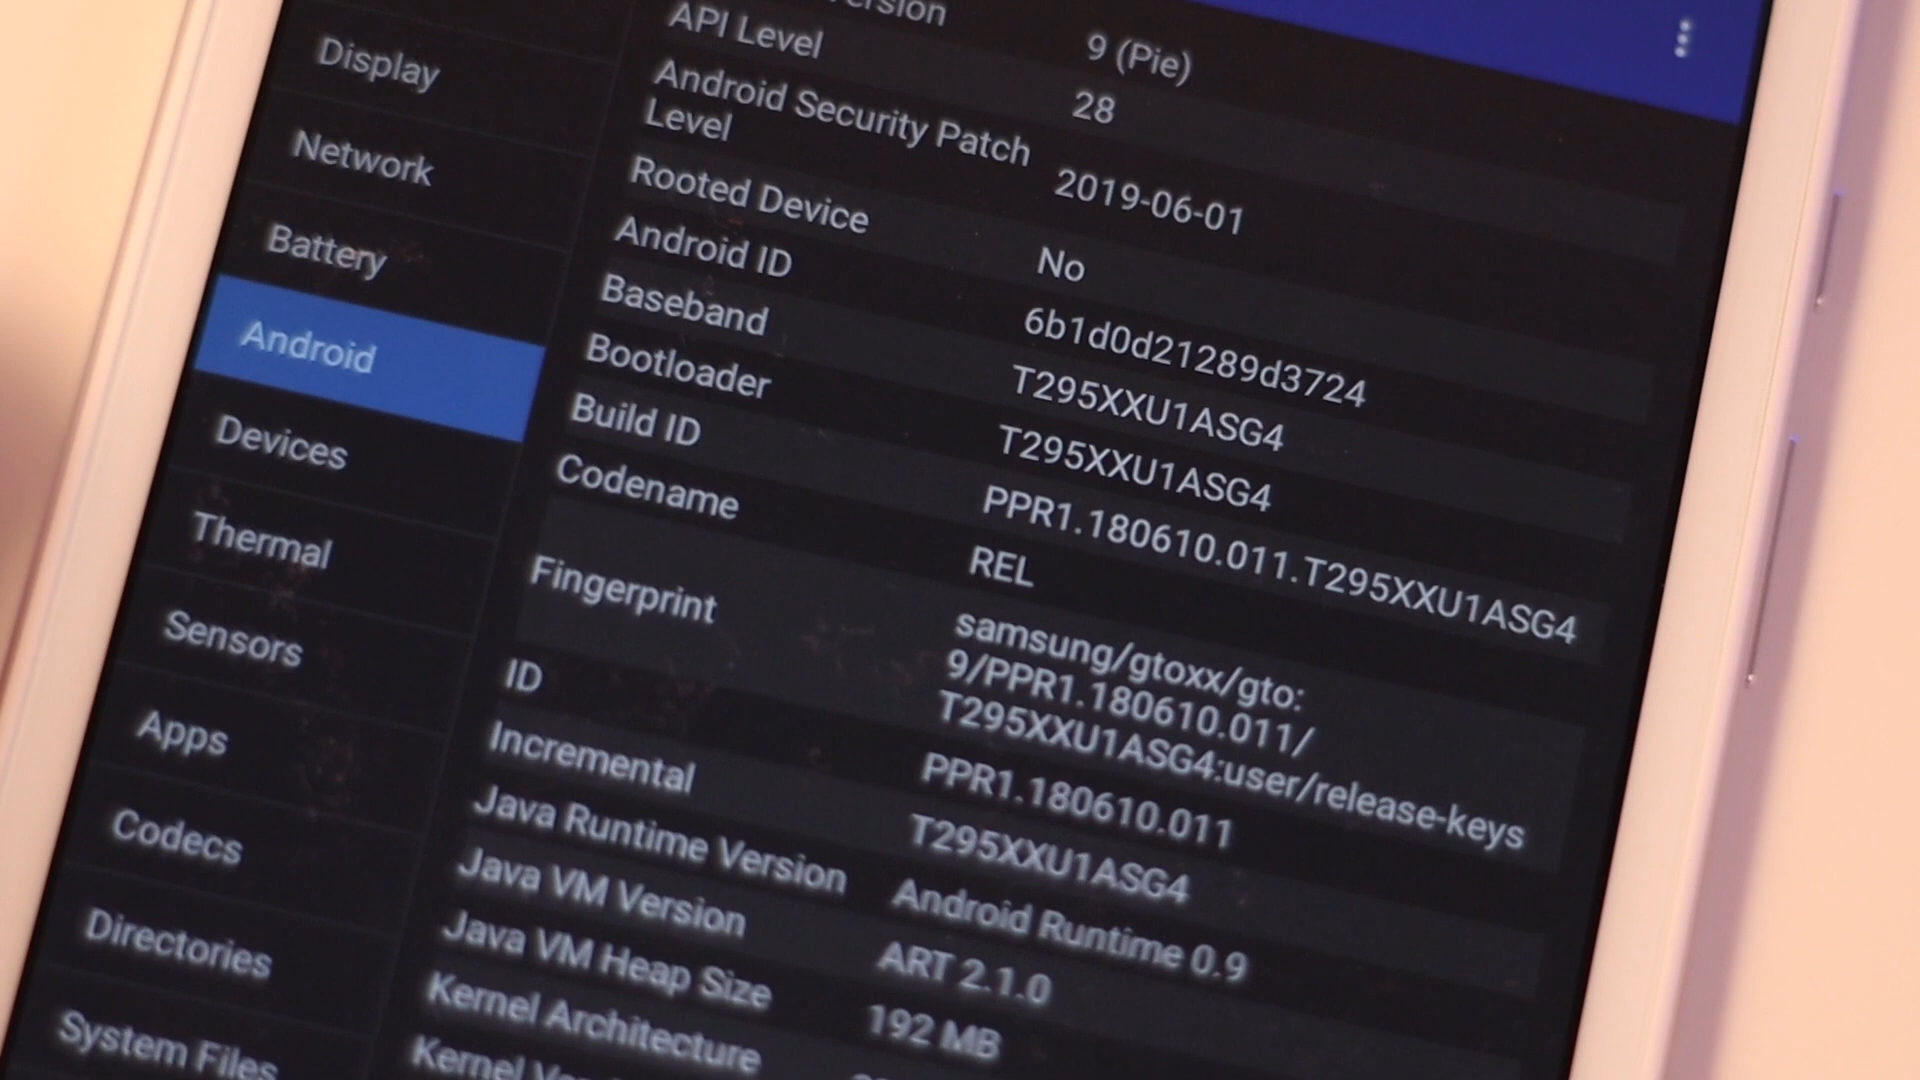 Display
Network
Battery
Android
Devices
Thermal
Sensors
Apps
Codecs
Directories
System Files
9 (Pie)
API Level
28
Android Security Patch
Level
2019-06-01
Rooted Device
No
Android ID
6b1d0d21289d3724
Baseband
T295XXU1ASG4
Bootloader
T295XXU1ASG4
Build ID
PPR1.180610.011.T295XXU1ASG4
Codename
REL
Fingerprint
samsung/gtoxx/gto:
9/PPR1.180610.011/
T295XXU1ASG4:user/release-keys
ID
PPR1.180610.011
Incremental
T295XXU1ASG4
Java Runtime Version
Android Runtime 0.9
Java VM Version
ART 2.1.0
Java VM Heap Size
192 MB
Kernel Architecture
Kernel